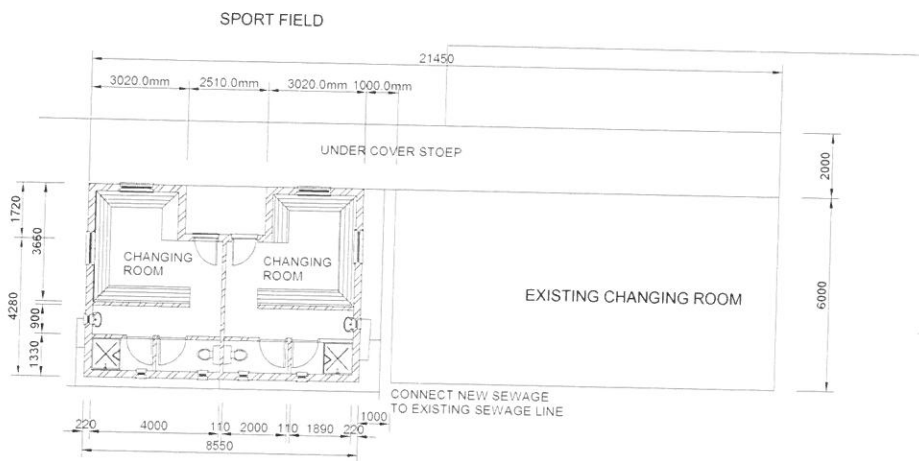 SPORT FIELD
21450
3020.0mm 2510.0mm 3020.0mm 1000.0mm
UNDER COVER STOEP
2000
1720
3660
4280
900
1330
CHANGING
ROOM
CHANGING
ROOM
EXISTING CHANGING ROOM
6000
CONNECT NEW SEWAGE
TO EXISTING SEWAGE LINE
220 4000 110 2000 110 1890 220
1000
8550